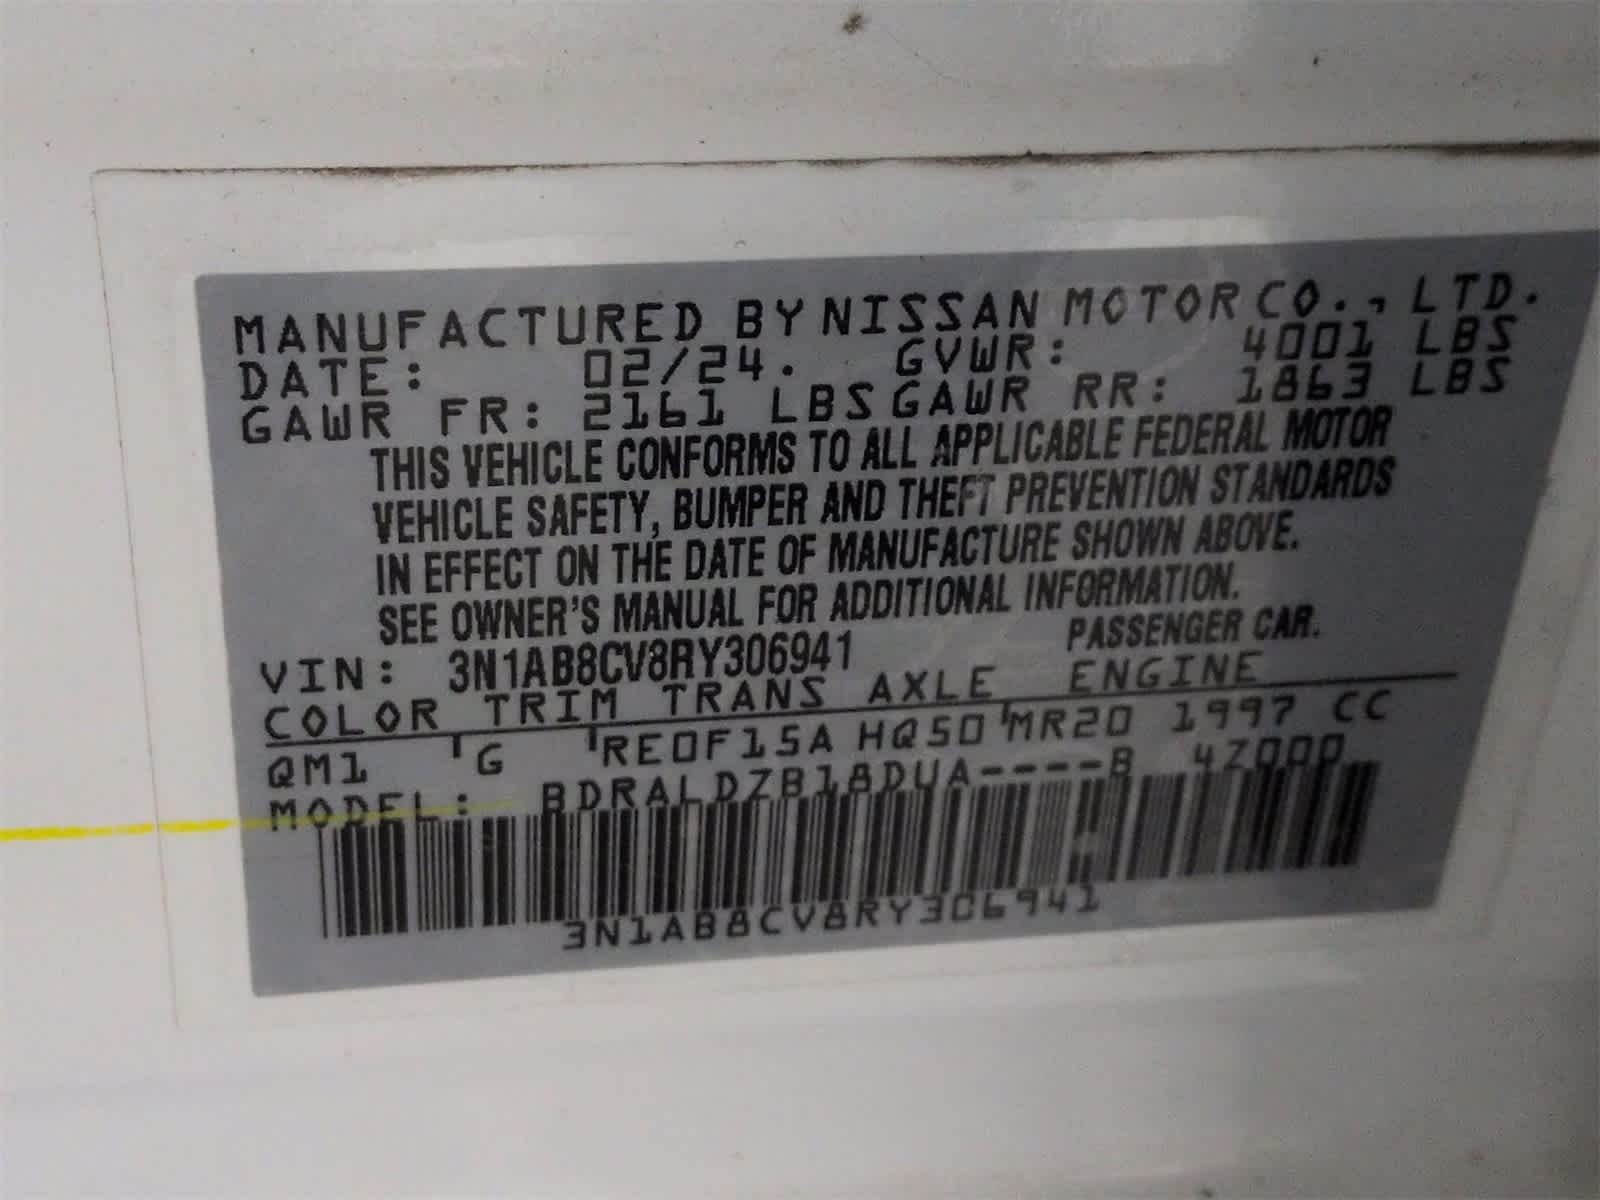 MANUFACTURED BY NISSAN MOTOR CO., LTD.
DATE: 02/24. GVWR: 4001 LBS
GAWR FR: 2161 LBS GAWR RR: 1863 LBS
THIS VEHICLE CONFORMS TO ALL APPLICABLE FEDERAL MOTOR
VEHICLE SAFETY, BUMPER AND THEFT PREVENTION STANDARDS
IN EFFECT ON THE DATE OF MANUFACTURE SHOWN ABOVE.
SEE OWNER'S MANUAL FOR ADDITIONAL INFORMATION.
VIN: 3N1AB8CV8RY306941 PASSENGER CAR.
COLOR TRIM TRANS AXLE ENGINE
QM1 G RE0F15A HQ50 MR20 1997 CC
MODEL: BDRALDZB18DUA----B 4Z000
3N1AB8CV8RY306941